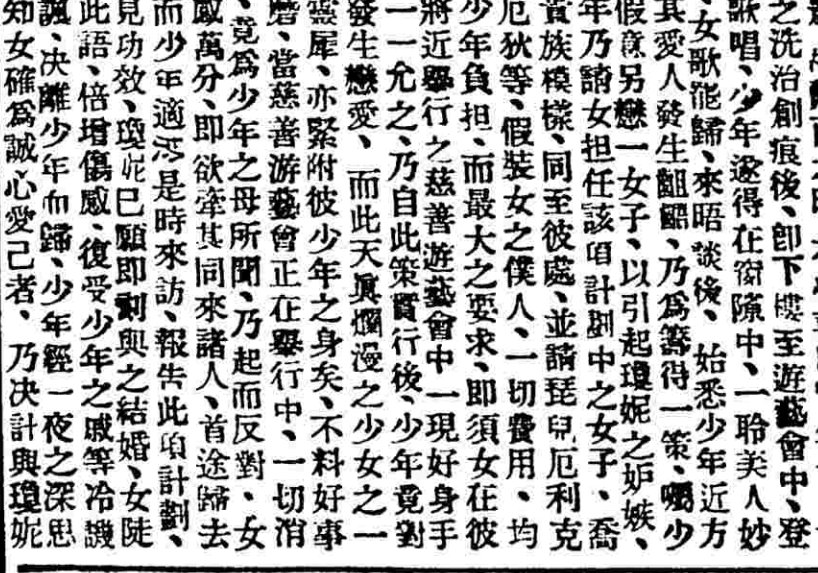 之洗治創痕後、卽下樓至遊藝會中、登
歌唱、少年遂得在窗隙中、一聆美人妙
、女歌罷歸、來晤談後、始悉少年近方
其愛人發生齟齬、乃爲籌得一策、囑少
假意另戀一女子、以引起瓊妮之妒嫉、
年乃請女担任該項計劃中之女子、喬
貴族模樣、同至彼處、並請琵兒厄利克
厄狄等、假裝女之僕人、一切費用、均
少年負担、而最大之要求、即須女在彼
將近舉行之慈善遊藝會中一現好身手
一一允之、乃自此策實行後、少年竟對
發生戀愛、而此天眞爛漫之少女之一
靈犀、亦緊附彼少年之身矣、不料好事
磨、當慈善游藝會正在舉行中、一切消
、竟爲少年之母所聞、乃起而反對、女
感萬分、即欲牽其同來諸人、首途歸去
而少年適於是時來訪、報告此項計劃、
見功效、瓊妮已願即刻與之結婚、女陡
此語、倍增傷感、復受少年之戚等冷譏
諷、决離少年而歸、少年經一夜之深思
知女確爲誠心愛己者、乃决計與瓊妮